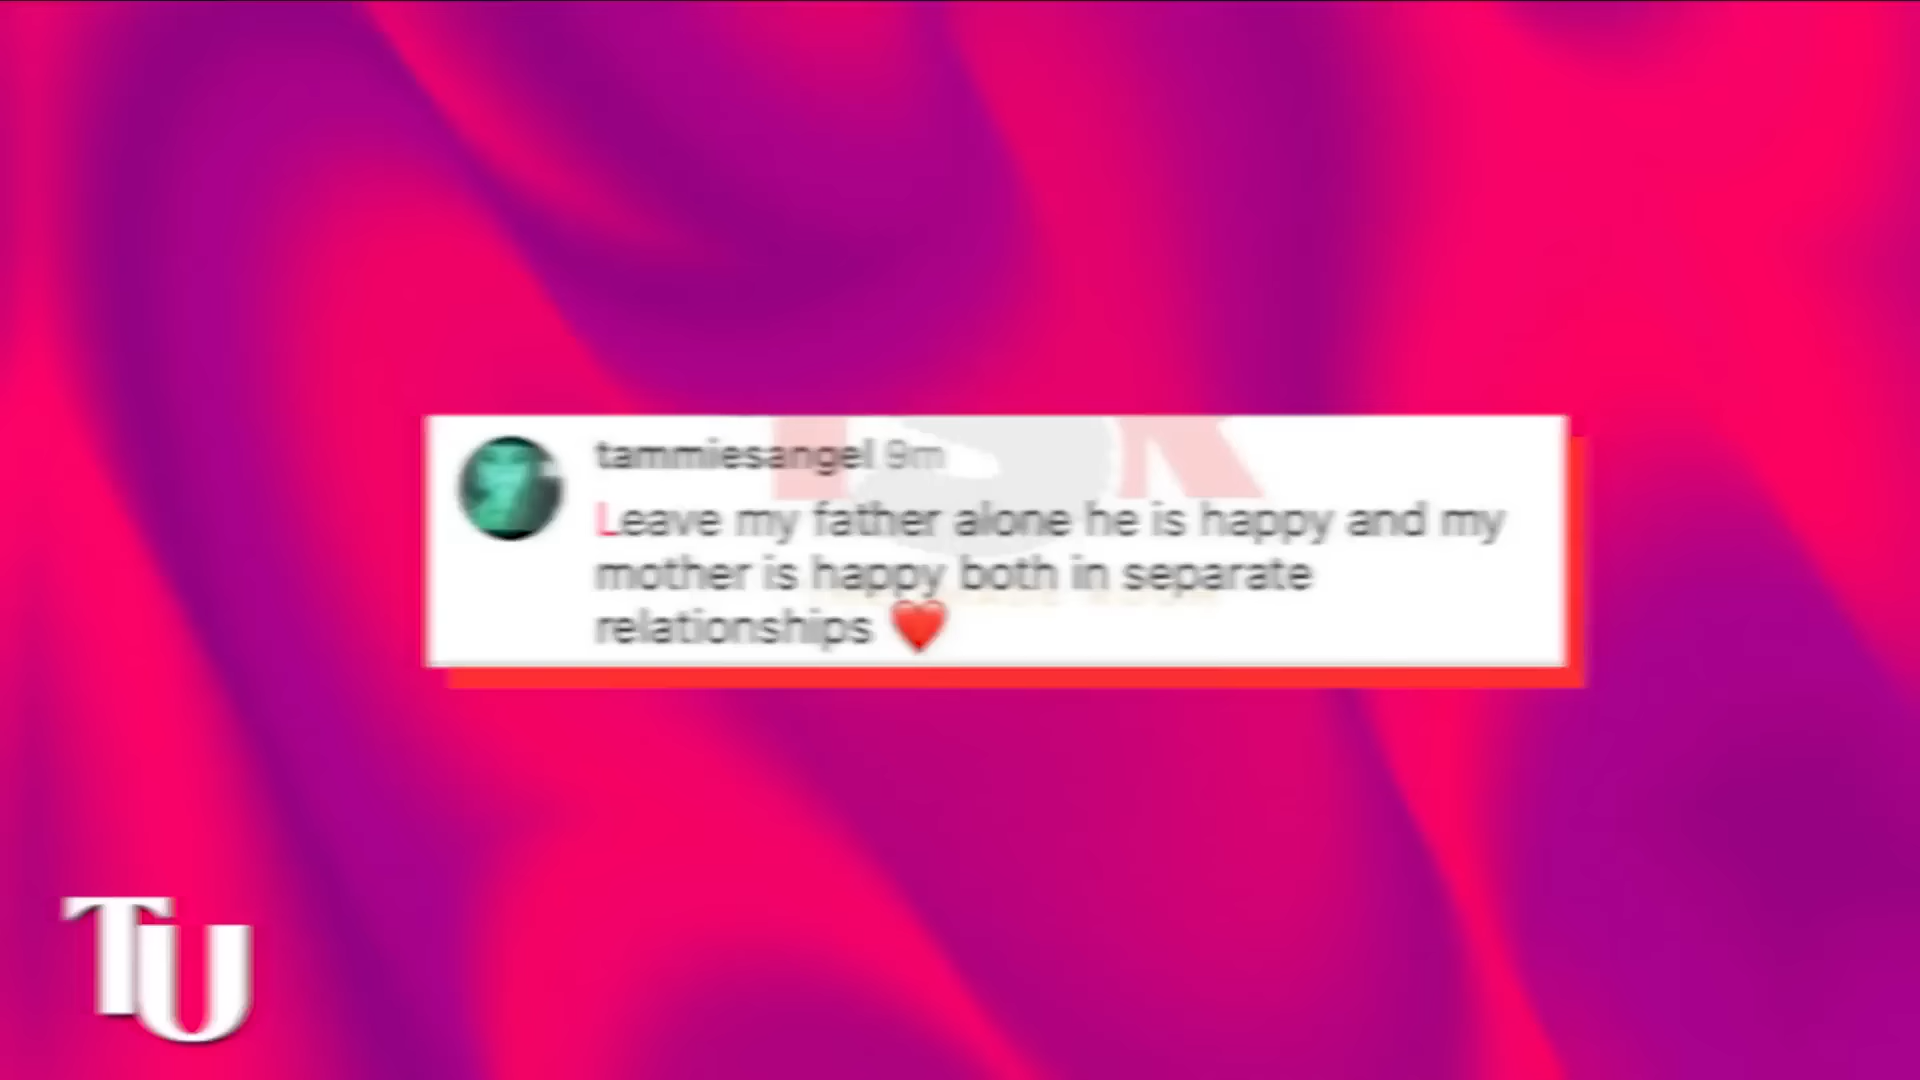 tammiesangel 9m
Leave my father alone he is happy and my
mother is happy both in separate
relationships ❤️
TU